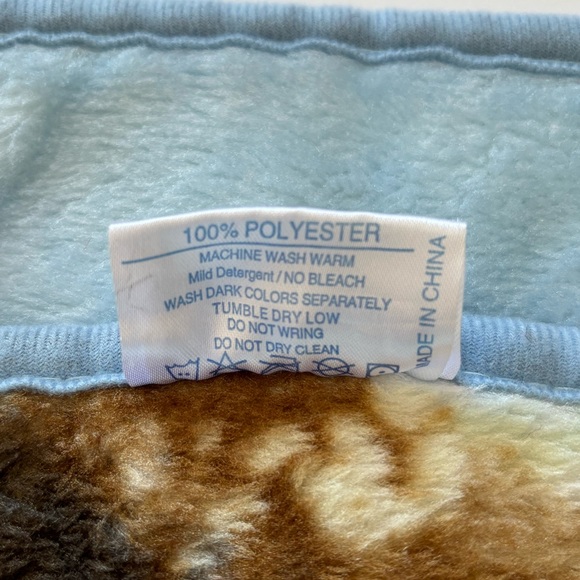 100% POLYESTER
MACHINE WASH WARM
Mild Detergent/NO BLEACH
WASH DARK COLORS SEPARATELY
TUMBLE DRY LOW
DO NOT WRING
DO NOT DRY CLEAN
MADE IN CHINA